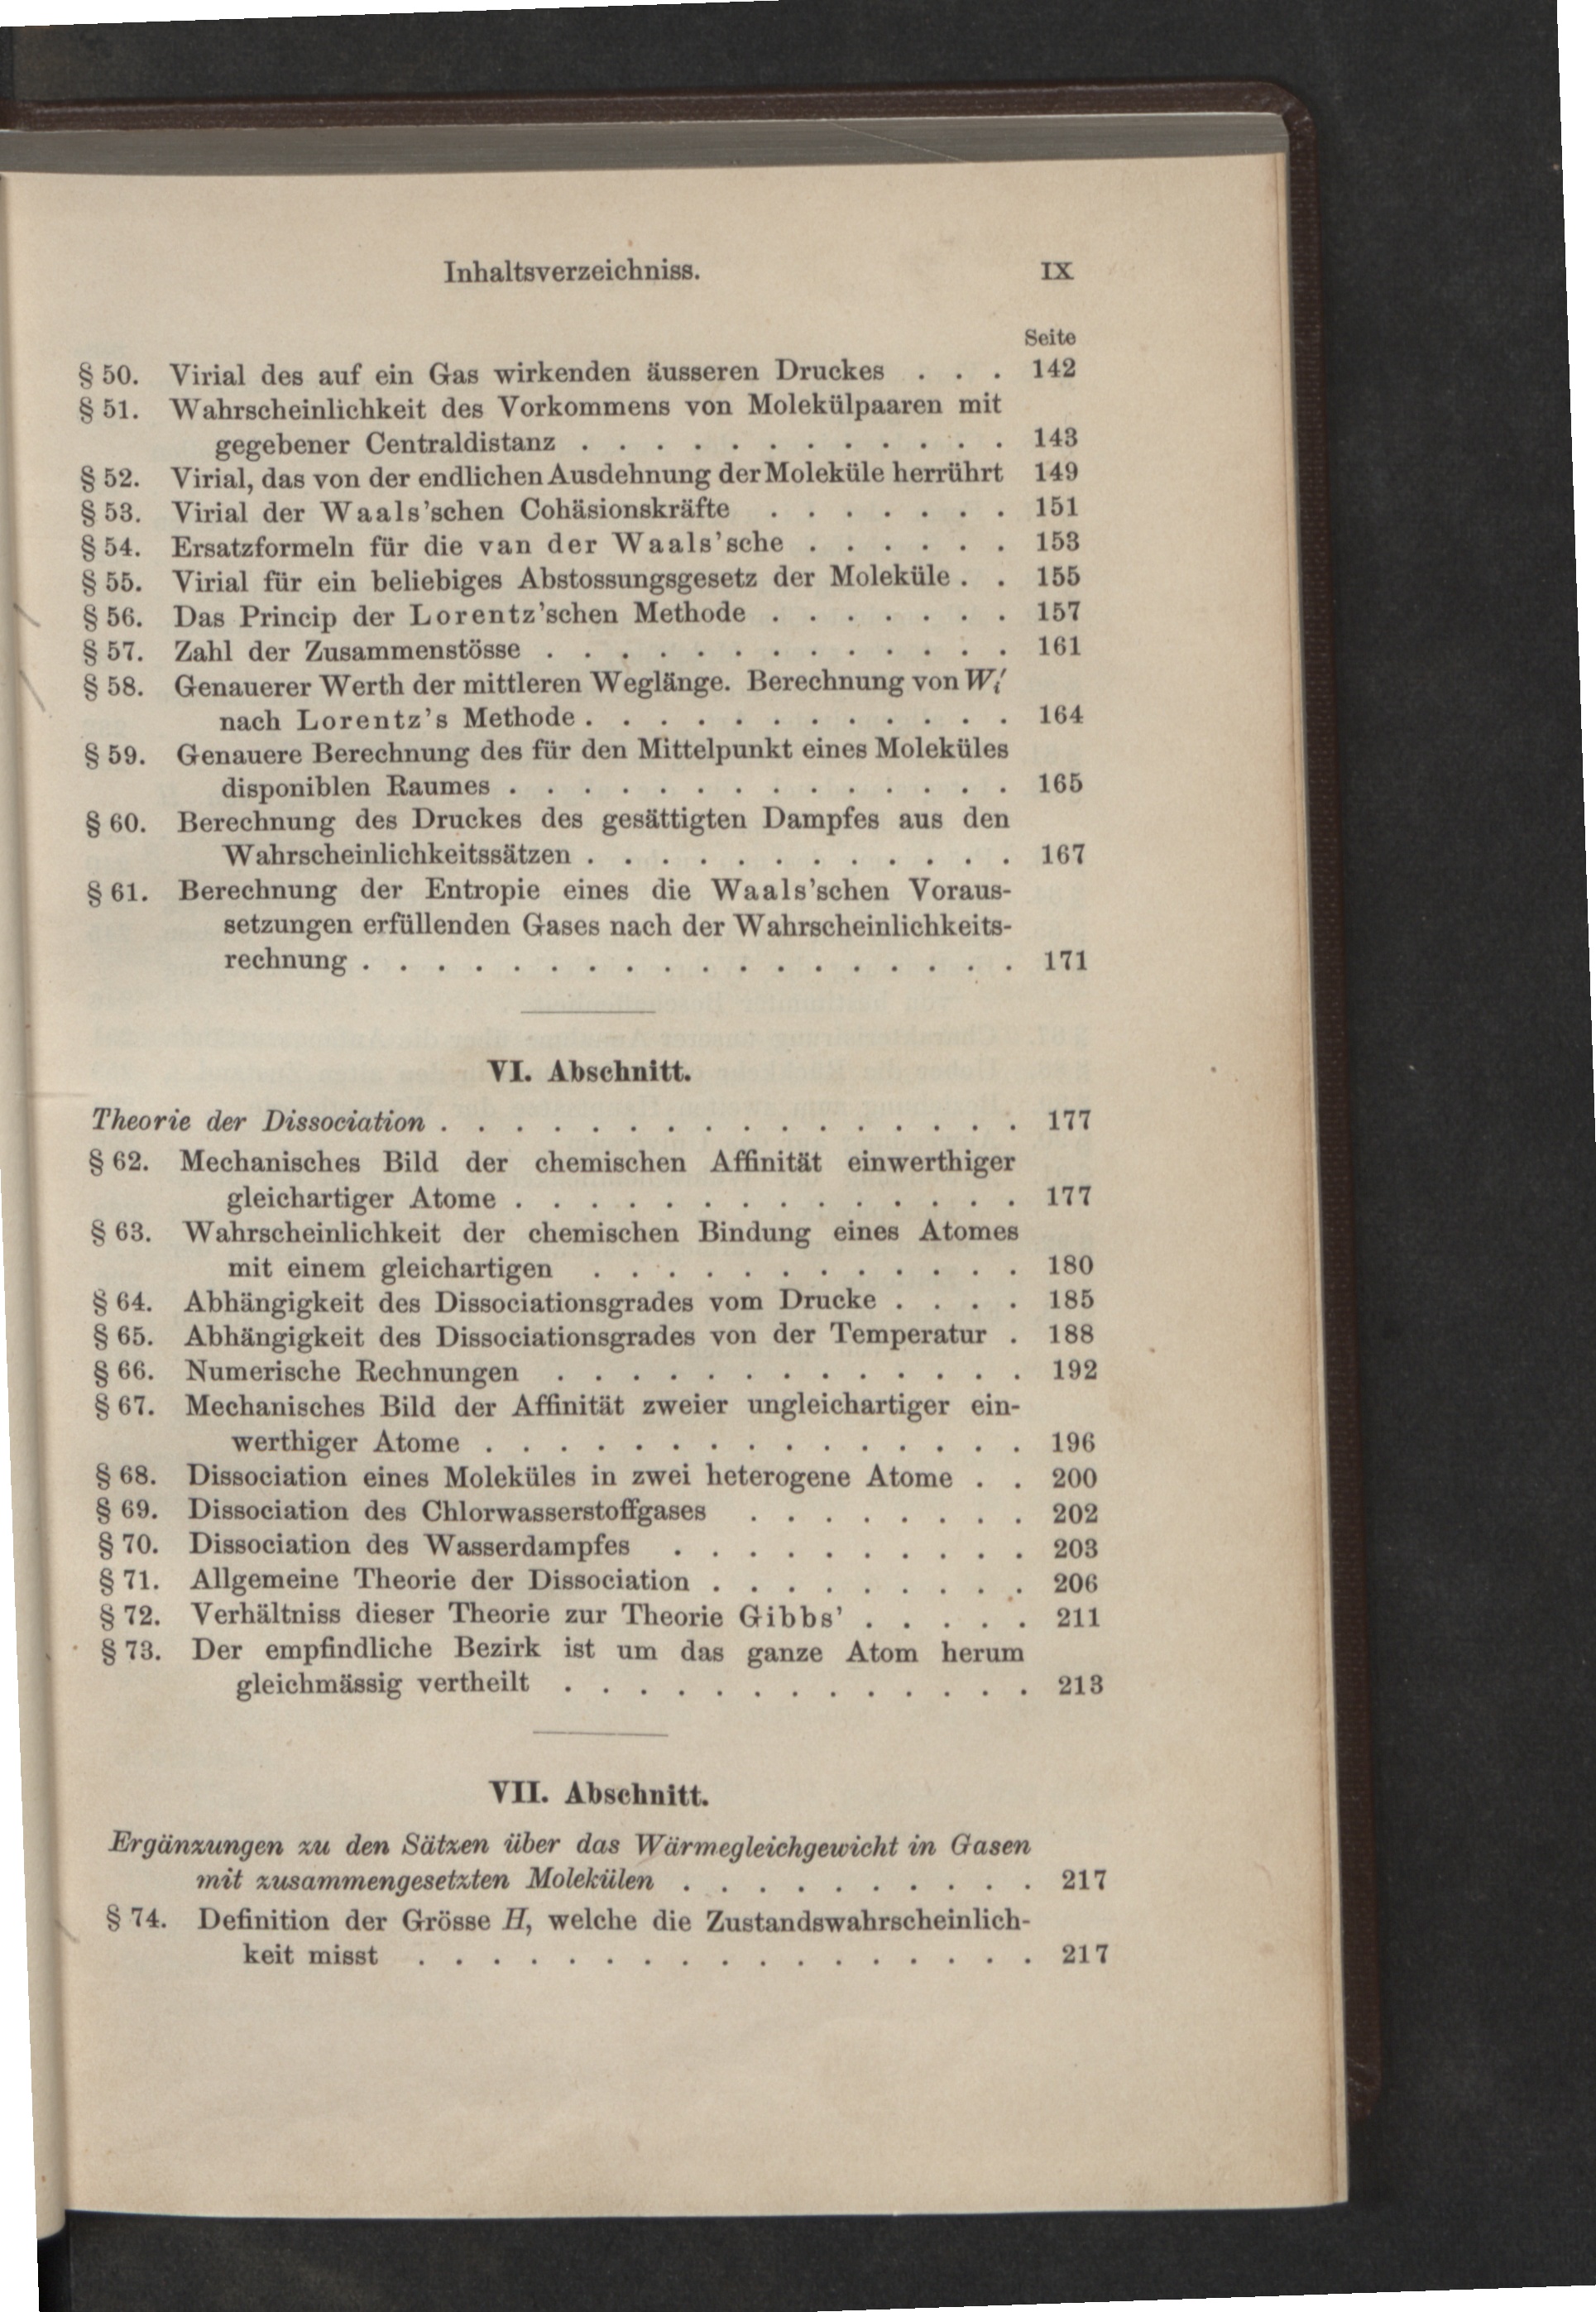 Inhaltsverzeichniss. IX
Seite
§ 50. Virial des auf ein Gas wirkenden äusseren Druckes . . . 142
§ 51. Wahrscheinlichkeit des Vorkommens von Molekülpaaren mit
gegebener Centraldistanz . . . . . . . . . . . . 143
§ 52. Virial, das von der endlichen Ausdehnung der Moleküle herrührt 149
§ 53. Virial der Waals'schen Cohäsionskräfte . . . . . . . 151
§ 54. Ersatzformeln für die van der Waals'sche . . . . . . 153
§ 55. Virial für ein beliebiges Abstossungsgesetz der Moleküle . . 155
§ 56. Das Princip der Lorentz'schen Methode . . . . . . . 157
§ 57. Zahl der Zusammenstösse . . . . . . . . . . . . . 161
§ 58. Genauerer Werth der mittleren Weglänge. Berechnung von Wi'
nach Lorentz's Methode . . . . . . . . . . . . 164
§ 59. Genauere Berechnung des für den Mittelpunkt eines Moleküles
disponiblen Raumes . . . . . . . . . . . . . . 165
§ 60. Berechnung des Druckes des gesättigten Dampfes aus den
Wahrscheinlichkeitssätzen . . . . . . . . . . . . 167
§ 61. Berechnung der Entropie eines die Waals'schen Voraus-
setzungen erfüllenden Gases nach der Wahrscheinlichkeits-
rechnung . . . . . . . . . . . . . . . . . . 171
VI. Abschnitt.
Theorie der Dissociation . . . . . . . . . . . . . . . . 177
§ 62. Mechanisches Bild der chemischen Affinität einwerthiger
gleichartiger Atome . . . . . . . . . . . . . . 177
§ 63. Wahrscheinlichkeit der chemischen Bindung eines Atomes
mit einem gleichartigen . . . . . . . . . . . . 180
§ 64. Abhängigkeit des Dissociationsgrades vom Drucke . . . . 185
§ 65. Abhängigkeit des Dissociationsgrades von der Temperatur . 188
§ 66. Numerische Rechnungen . . . . . . . . . . . . . 192
§ 67. Mechanisches Bild der Affinität zweier ungleichartiger ein-
werthiger Atome . . . . . . . . . . . . . . . 196
§ 68. Dissociation eines Moleküles in zwei heterogene Atome . . 200
§ 69. Dissociation des Chlorwasserstoffgases . . . . . . . . 202
§ 70. Dissociation des Wasserdampfes . . . . . . . . . . 203
§ 71. Allgemeine Theorie der Dissociation . . . . . . . . . 206
§ 72. Verhältniss dieser Theorie zur Theorie Gibbs' . . . . . 211
§ 73. Der empfindliche Bezirk ist um das ganze Atom herum
gleichmässig vertheilt . . . . . . . . . . . . . 213
VII. Abschnitt.
Ergänzungen zu den Sätzen über das Wärmegleichgewicht in Gasen
mit zusammengesetzten Molekülen . . . . . . . . . . 217
§ 74. Definition der Grösse H, welche die Zustandswahrscheinlich-
keit misst . . . . . . . . . . . . . . . . . 217